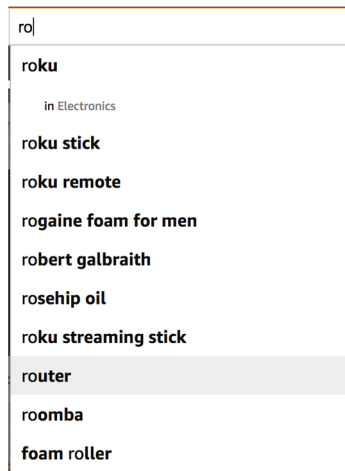 ro
roku
in Electronics
roku stick
roku remote
rogaine foam for men
robert galbraith
rosehip oil
roku streaming stick
router
roomba
foam roller